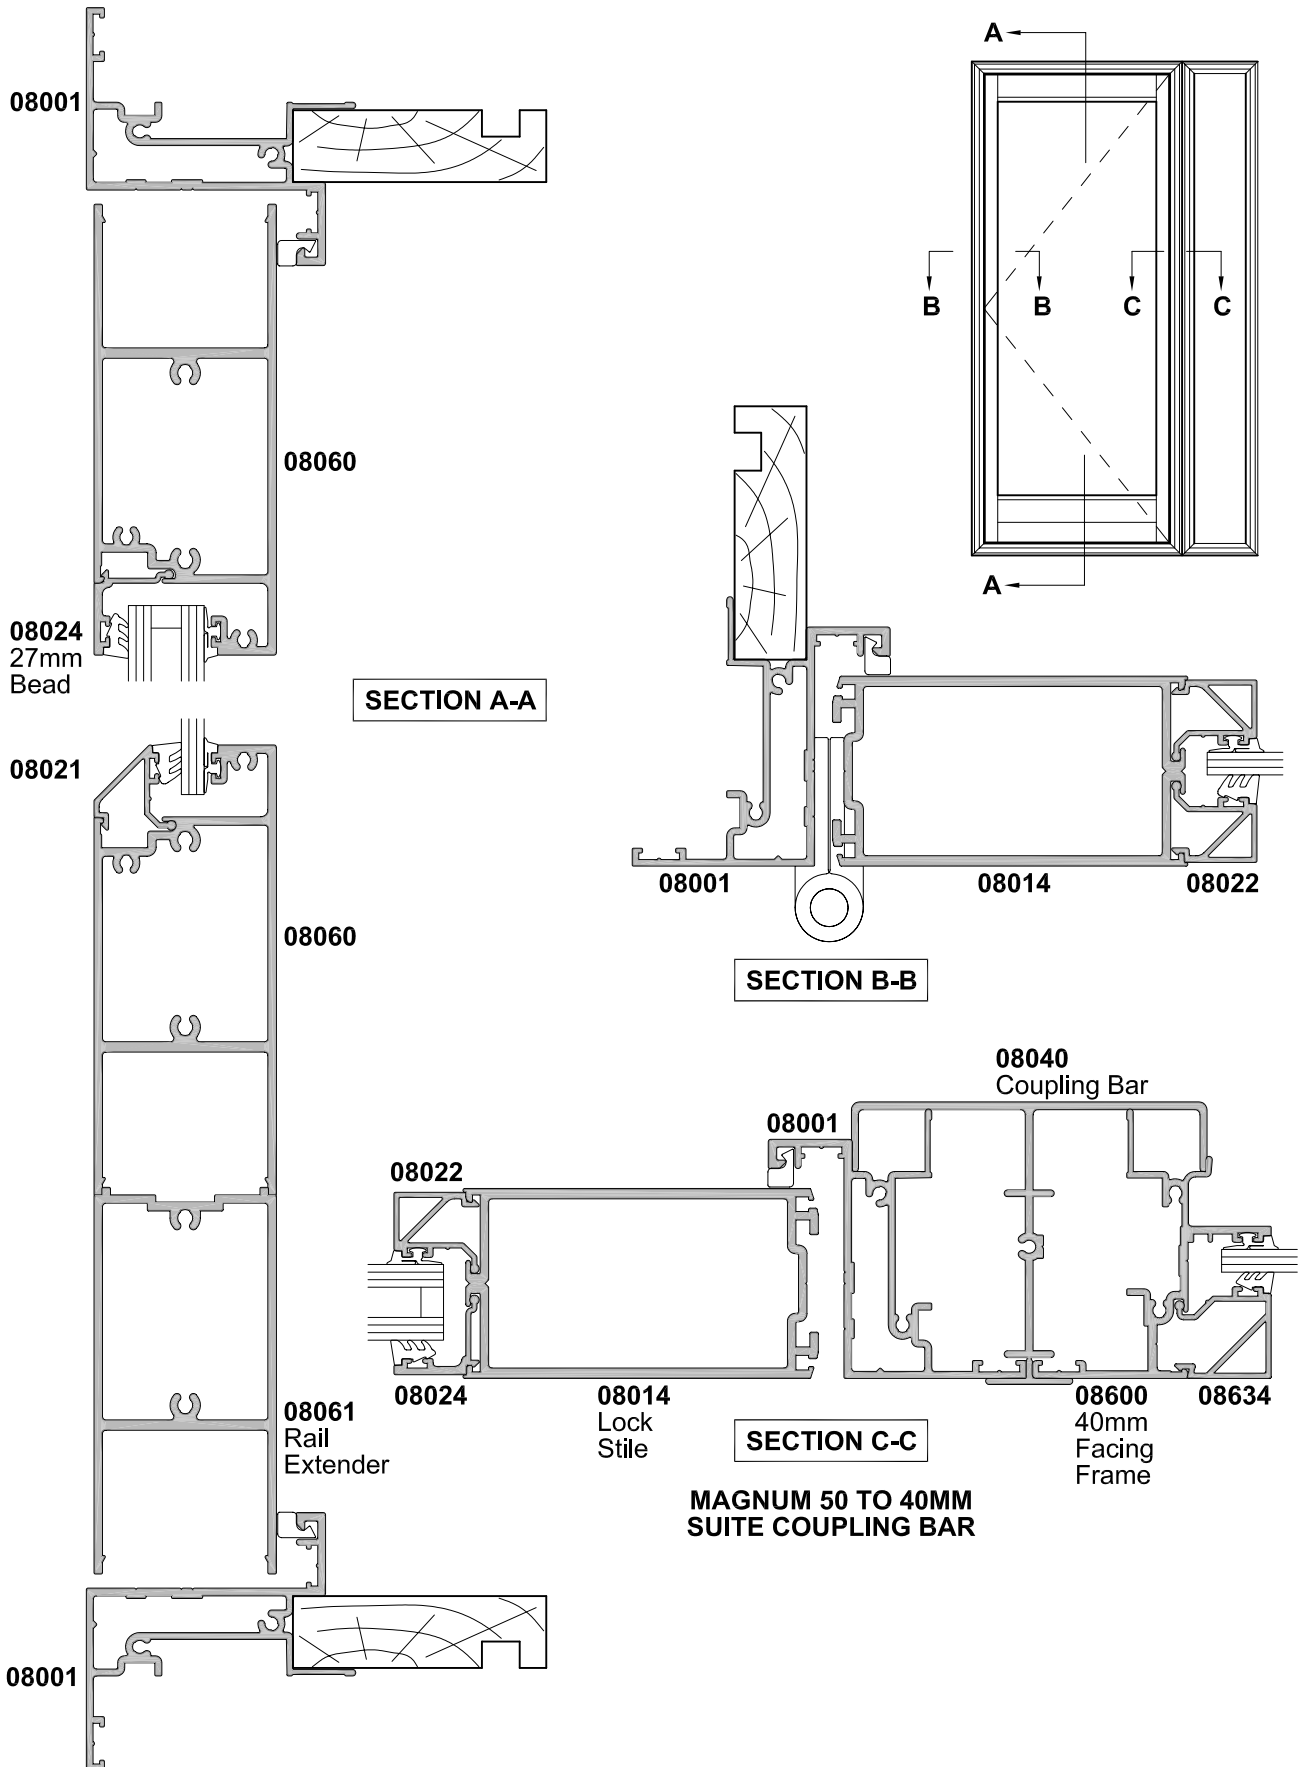 08001
08060
08024
27mm
Bead
SECTION A-A
08021
08060
08061
Rail
Extender
08001
A
B
B
C
C
A
08001
08014
08022
SECTION B-B
08040
Coupling Bar
08001
08022
08024
08014
Lock
Stile
08600
40mm
Facing
Frame
08634
SECTION C-C
MAGNUM 50 TO 40MM
SUITE COUPLING BAR